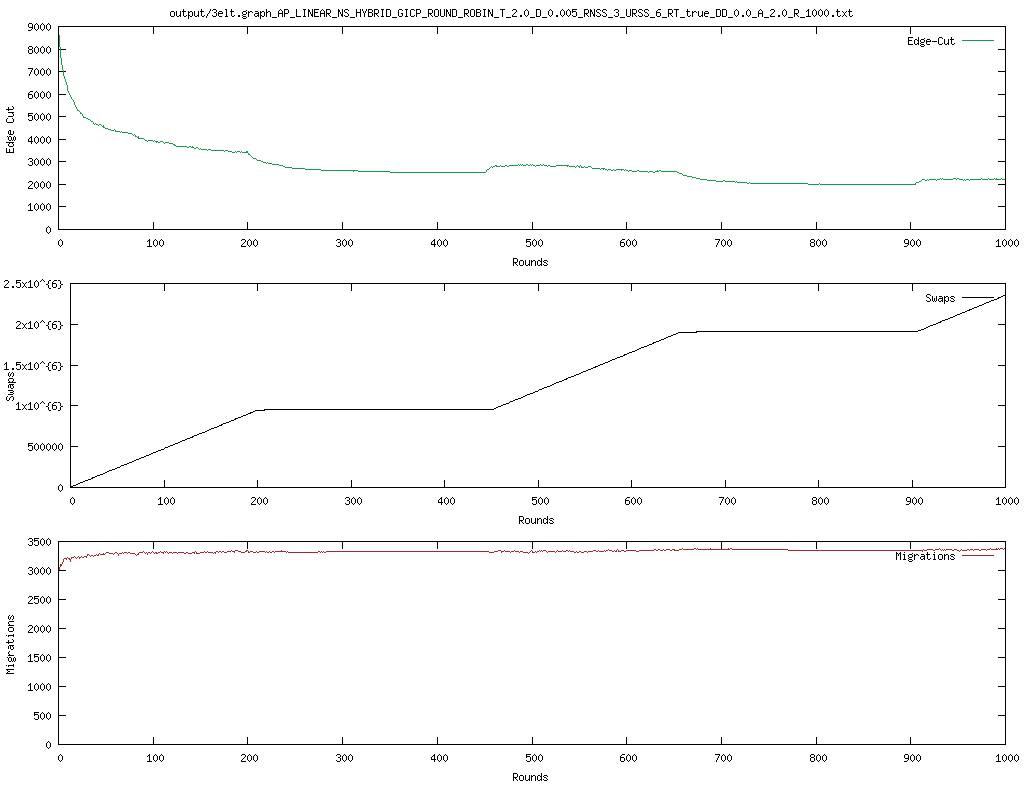 output/3elt.graph_AP_LINEAR_NS_HYBRID_GICP_ROUND_ROBIN_T_2.0_D_0.005_RNSS_3_URSS_6_RT_true_DD_0.0_A_2.0_R_1000.txt
9000
8000
7000
6000
5000
4000
3000
2000
1000
0
Edge Cut
Edge-Cut
0 100 200 300 400 500 600 700 800 900 1000
Rounds
2.5x10^{6}
2x10^{6}
1.5x10^{6}
1x10^{6}
500000
0
Swaps
Swaps
0 100 200 300 400 500 600 700 800 900 1000
Rounds
3500
3000
2500
2000
1500
1000
500
0
Migrations
Migrations
0 100 200 300 400 500 600 700 800 900 1000
Rounds